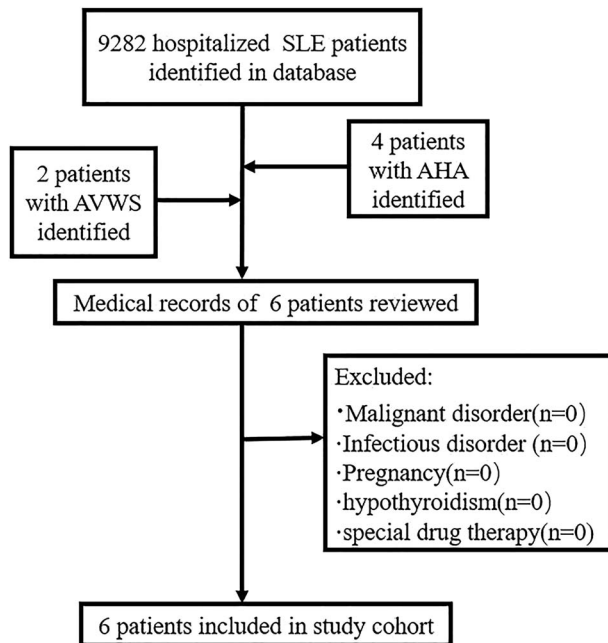 9282 hospitalized SLE patients
identified in database
4 patients
with AHA
identified
2 patients
with AVWS
identified
Medical records of 6 patients reviewed
Excluded:
·Malignant disorder(n=0)
·Infectious disorder (n=0)
·Pregnancy(n=0)
·hypothyroidism(n=0)
·special drug therapy(n=0)
6 patients included in study cohort